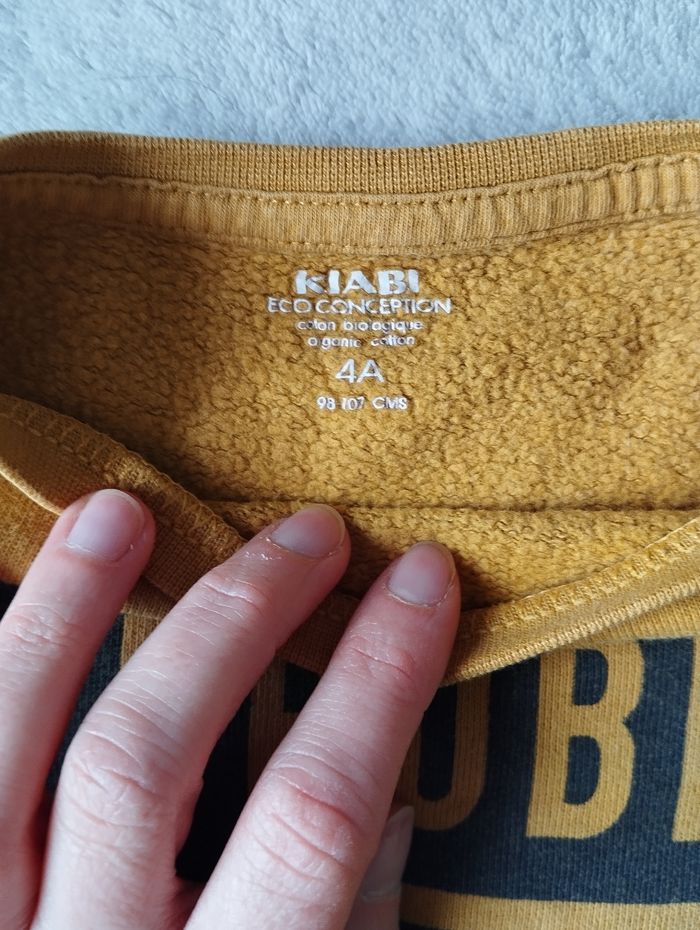 KIABI
ECO CONCEPTION
coton biologique
organic cotton
4A
98-107 CMS